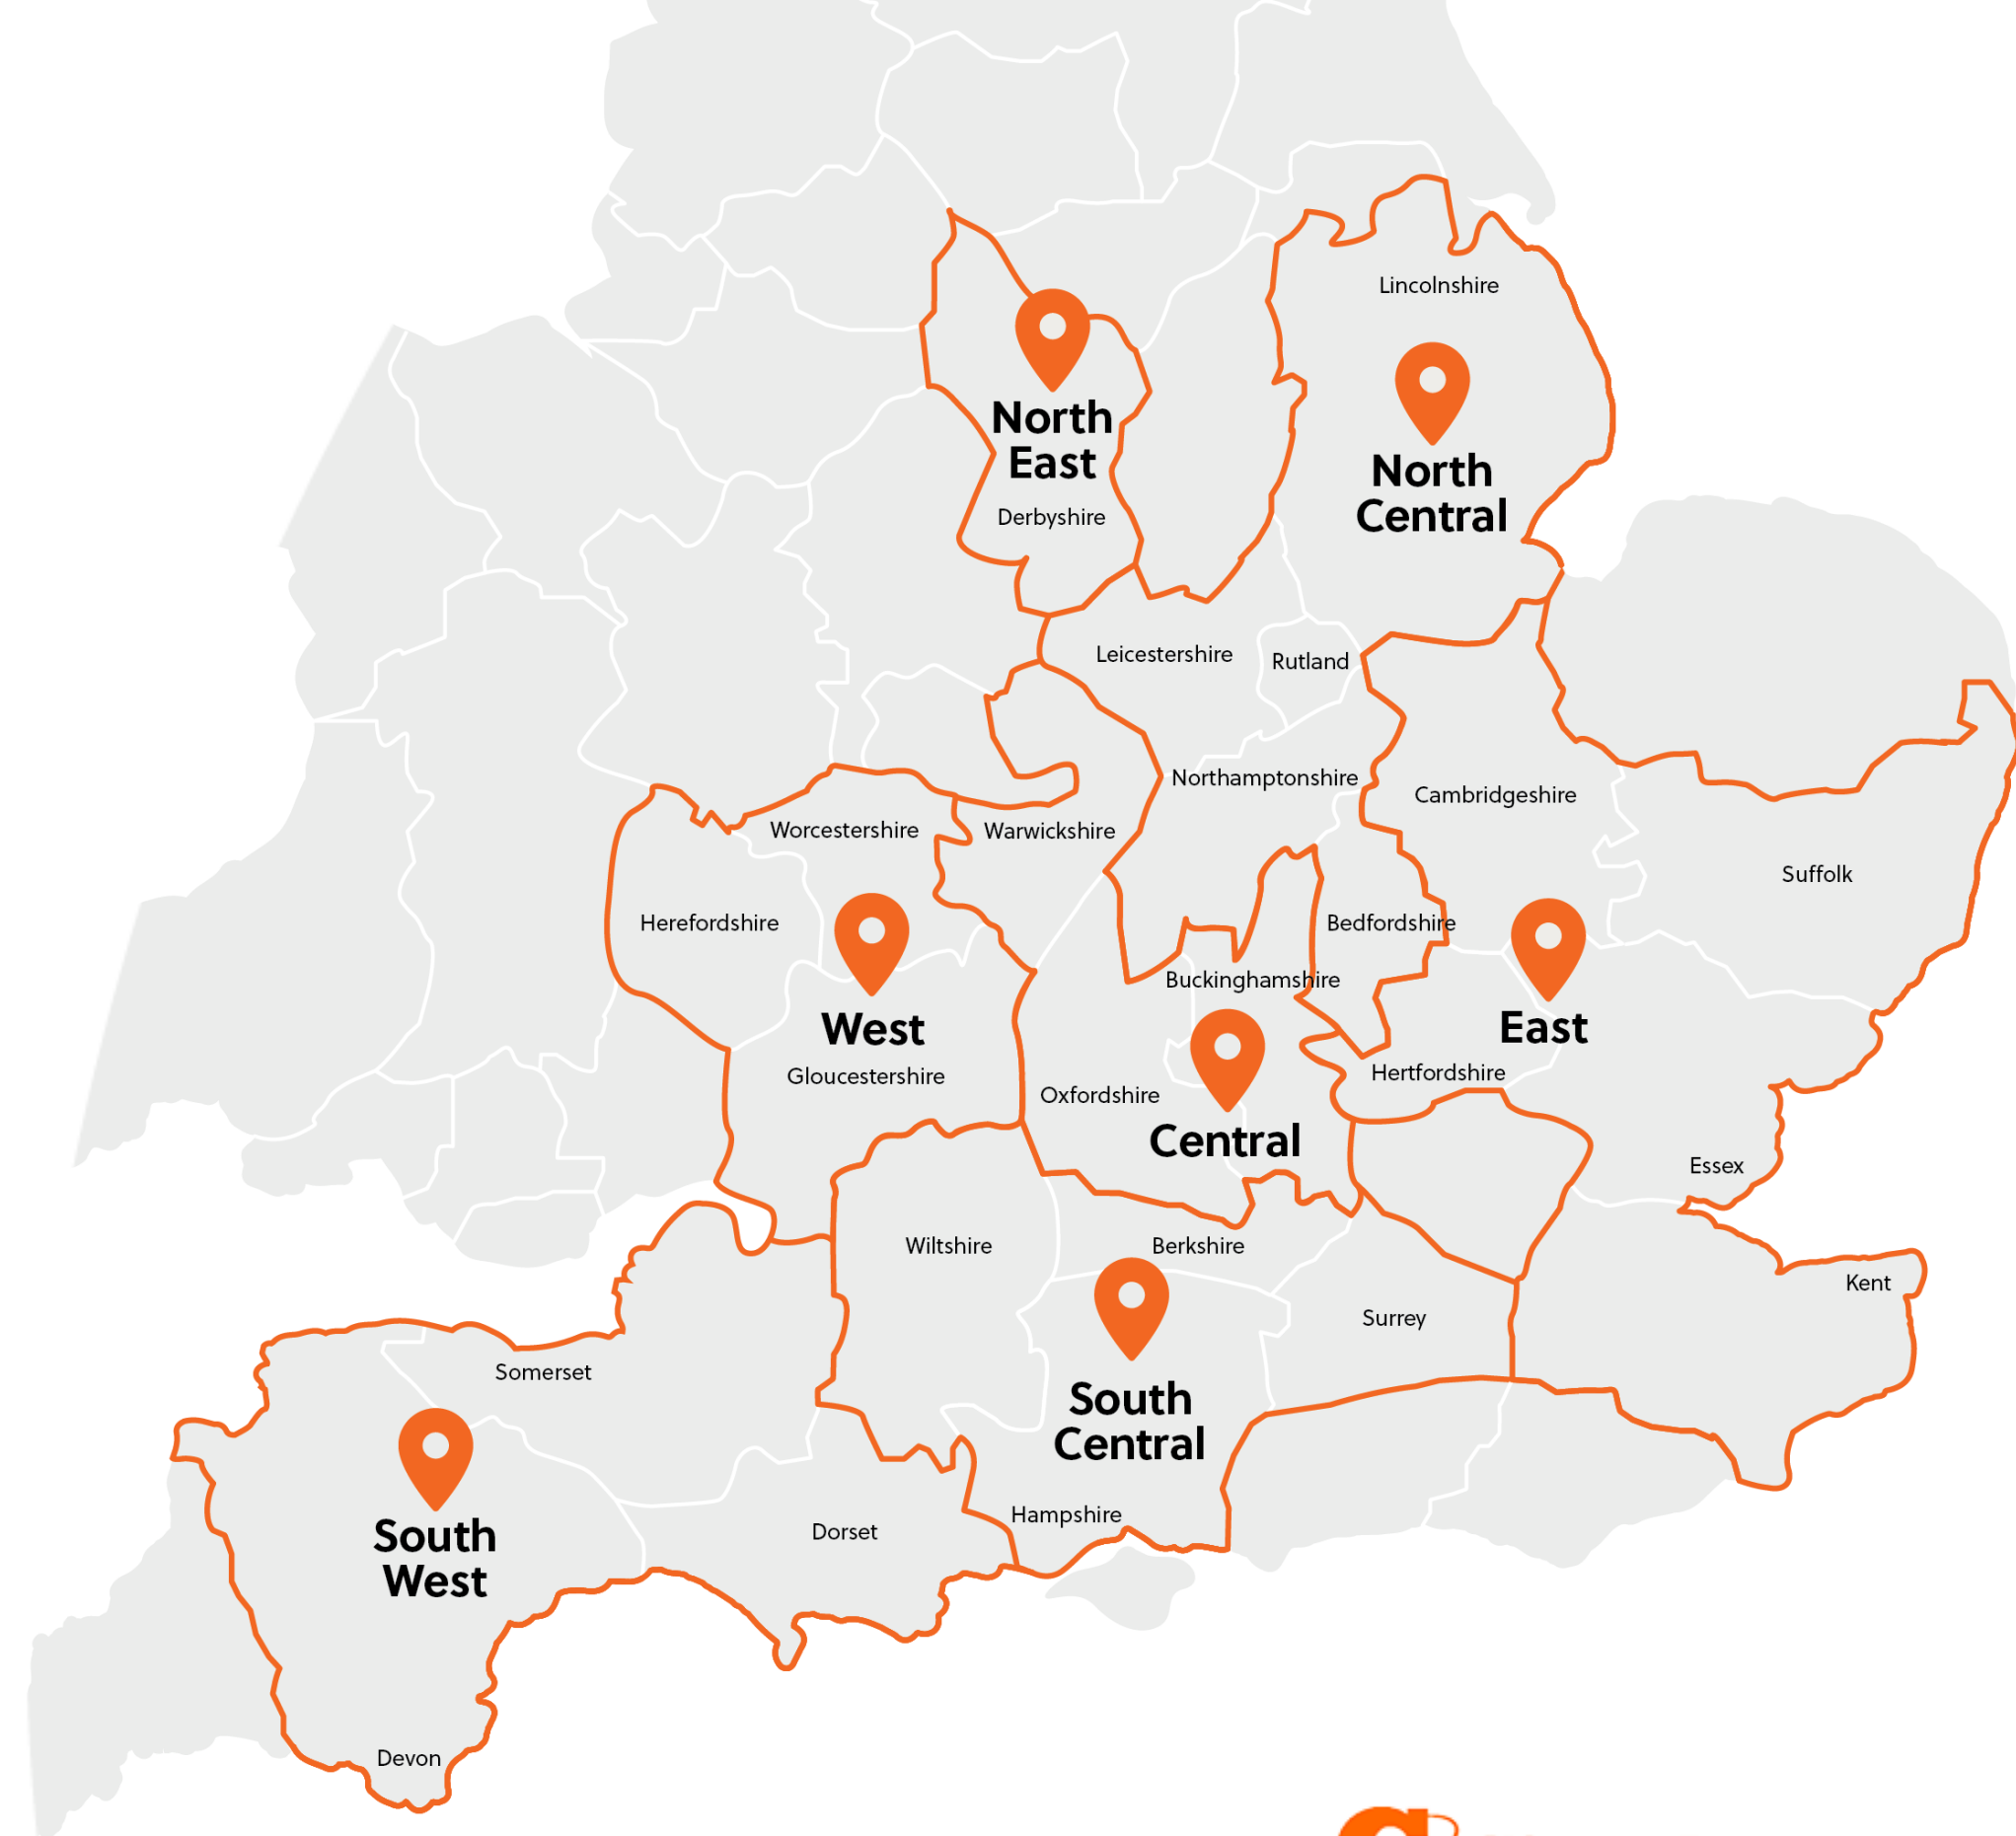 Lincolnshire
North
East
North
Central
Derbyshire
Leicestershire
Rutland
Northamptonshire
Cambridgeshire
Worcestershire
Warwickshire
Suffolk
Herefordshire
Bedfordshire
Buckinghamshire
West
East
Gloucestershire
Hertfordshire
Oxfordshire
Central
Essex
Wiltshire
Berkshire
Kent
Surrey
Somerset
South
Central
Hampshire
Dorset
South
West
Devon